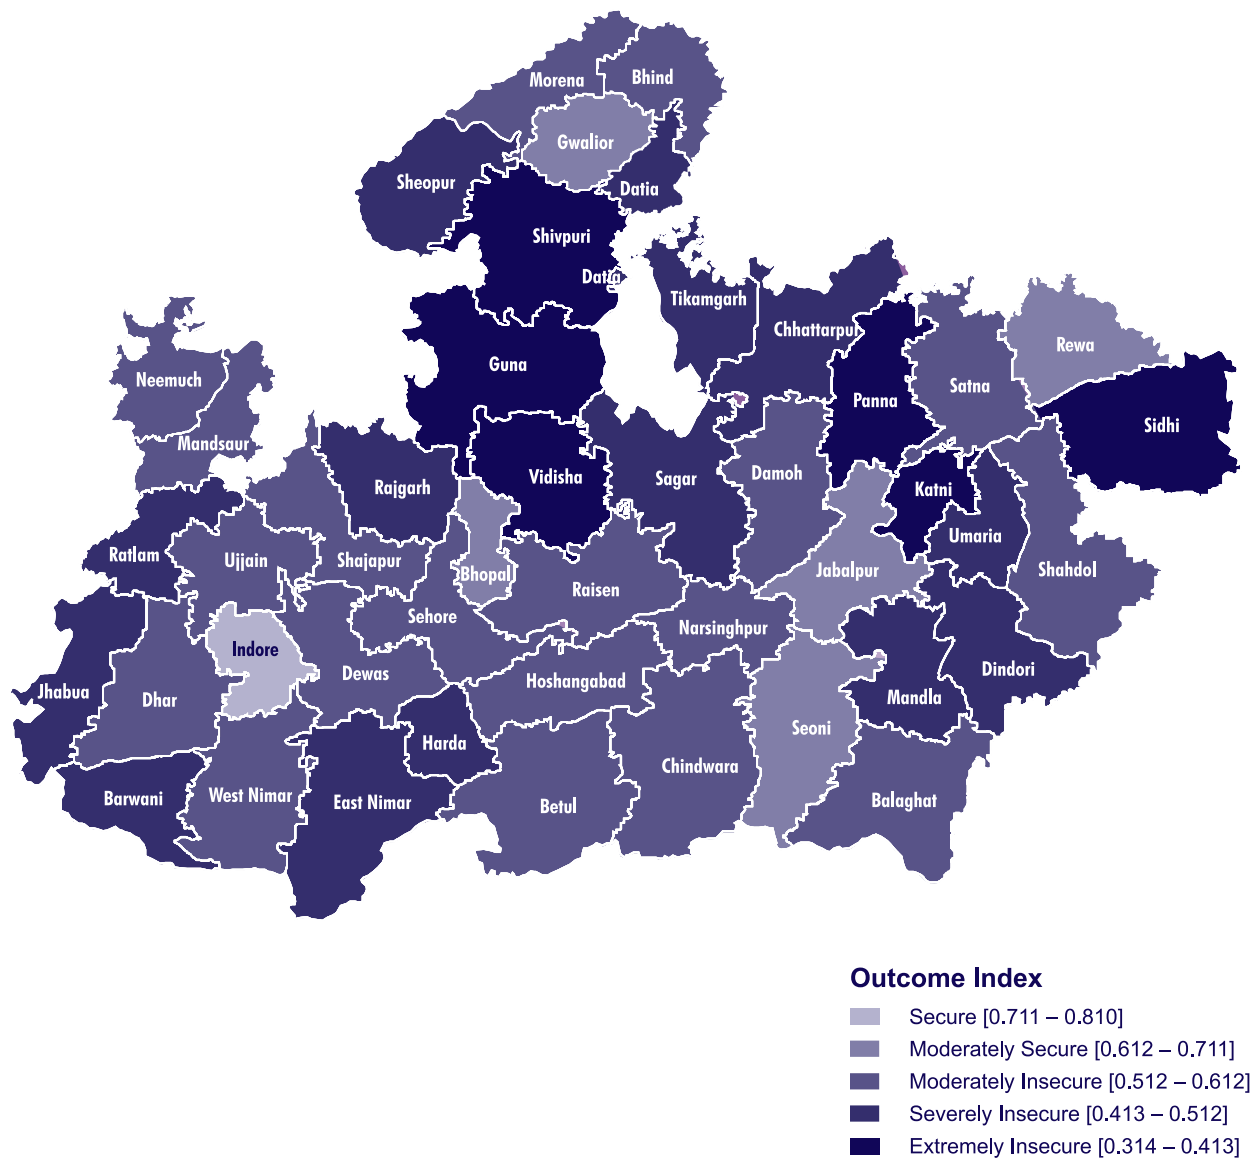 Morena
Bhind
Gwalior
Sheopur
Datia
Shivpuri
Datia
Tikamgarh
Chhattarpur
Rewa
Guna
Neemuch
Satna
Panna
Sidhi
Mandsaur
Vidisha
Sagar
Damoh
Rajgarh
Katni
Umaria
Ratlam
Ujjain
Shajapur
Bhopal
Jabalpur
Shahdol
Raisen
Sehore
Narsinghpur
Indore
Dewas
Hoshangabad
Dindori
Jhabua
Dhar
Mandla
Seoni
Harda
Chindwara
Barwani
West Nimar
East Nimar
Betul
Balaghat
Outcome Index
Secure [0.711 – 0.810]
Moderately Secure [0.612 – 0.711]
Moderately Insecure [0.512 – 0.612]
Severely Insecure [0.413 – 0.512]
Extremely Insecure [0.314 – 0.413]